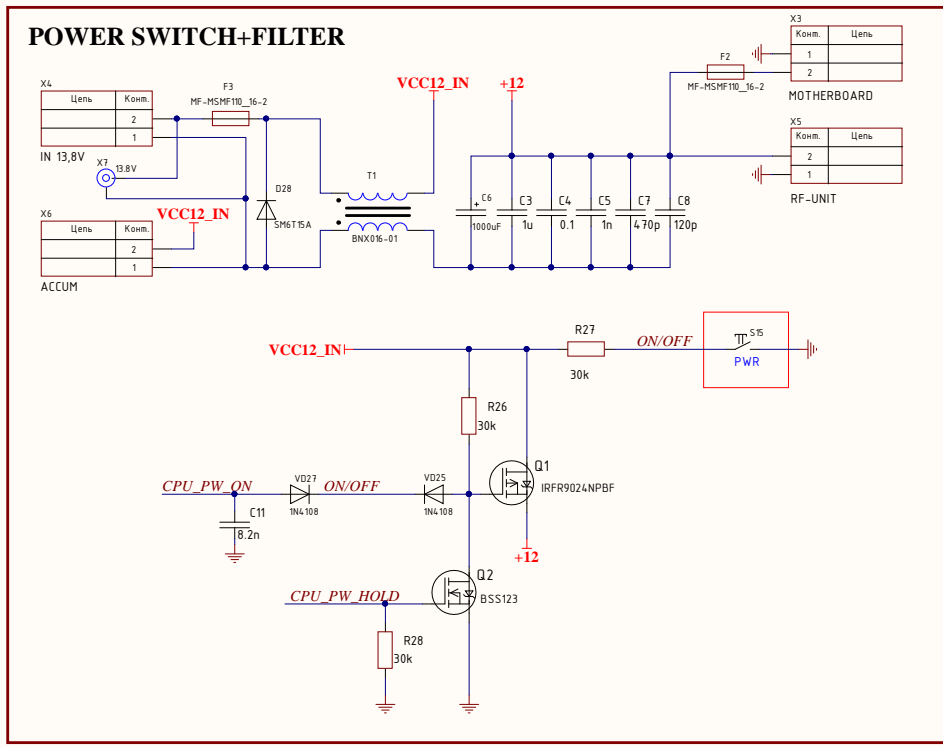 POWER SWITCH+FILTER
X4
Цепь Конт.
2
1
IN 13,8V
F3
MF-MSMF110_16-2
X7
13.8V
X6
Цепь Конт.
2
1
ACCUM
VCC12_IN
D28
SM6T15A
T1
BNX016-01
VCC12_IN
+12
+
C6
1000uF
C3
1u
C4
0.1
C5
1n
C7
470p
C8
120p
F2
MF-MSMF110_16-2
X3
Конт. Цепь
1
2
MOTHERBOARD
X5
Конт. Цепь
2
1
RF-UNIT
VCC12_IN
R27
30k
ON/OFF
S15
PWR
R26
30k
Q1
IRFR9024NPBF
+12
CPU_PW_ON
VD27
1N4108
ON/OFF
VD25
1N4108
C11
8.2n
Q2
BSS123
CPU_PW_HOLD
R28
30k